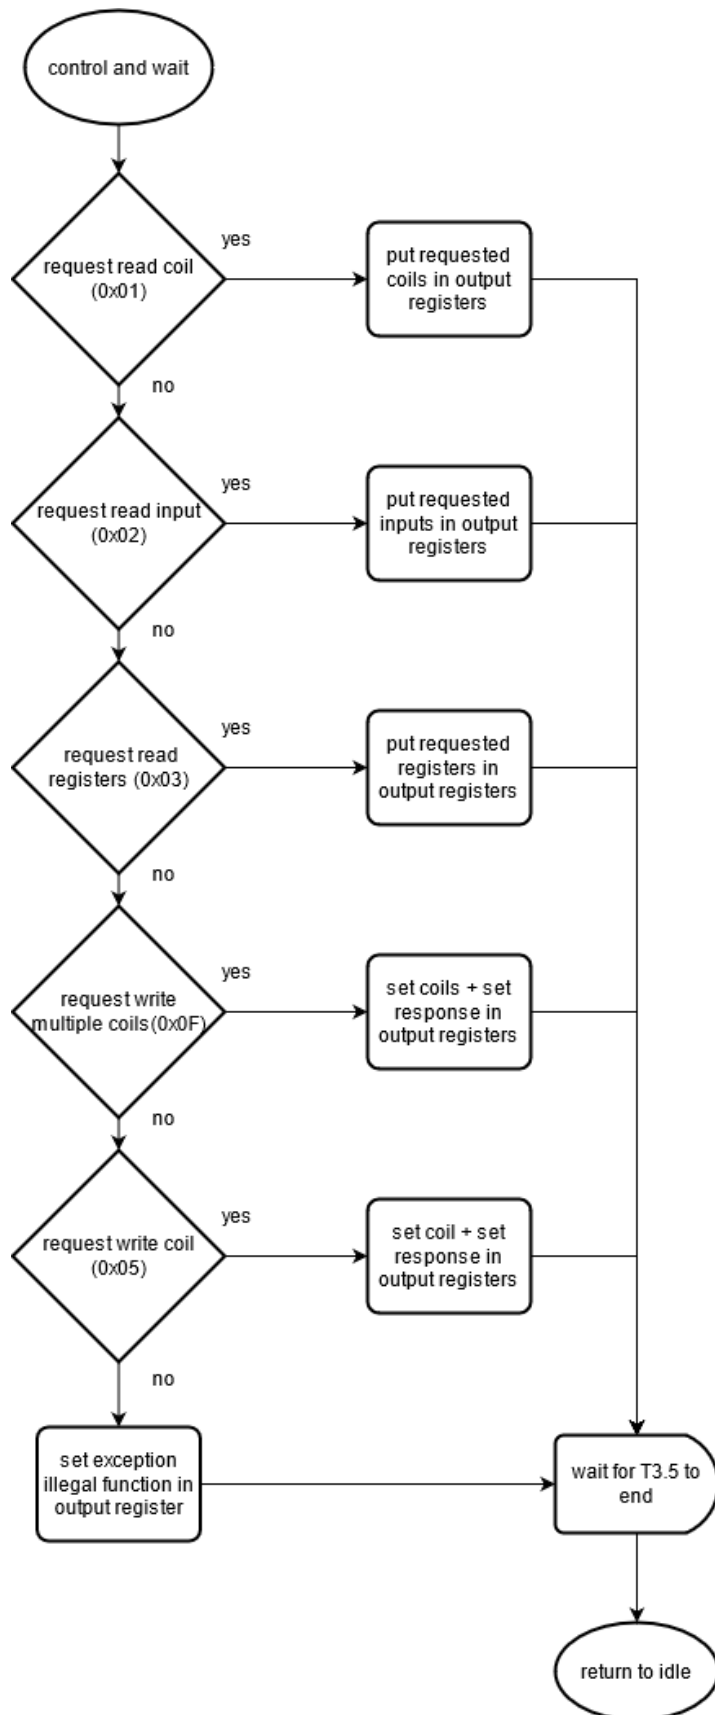 control and wait
request read coil
(0x01)
yes
put requested
coils in output
registers
no
request read input
(0x02)
yes
put requested
inputs in output
registers
no
request read
registers (0x03)
yes
put requested
registers in
output registers
no
request write
multiple coils(0x0F)
yes
set coils + set
response in
output registers
no
request write coil
(0x05)
yes
set coil + set
response in
output registers
no
set exception
illegal function in
output register
wait for T3.5 to
end
return to idle